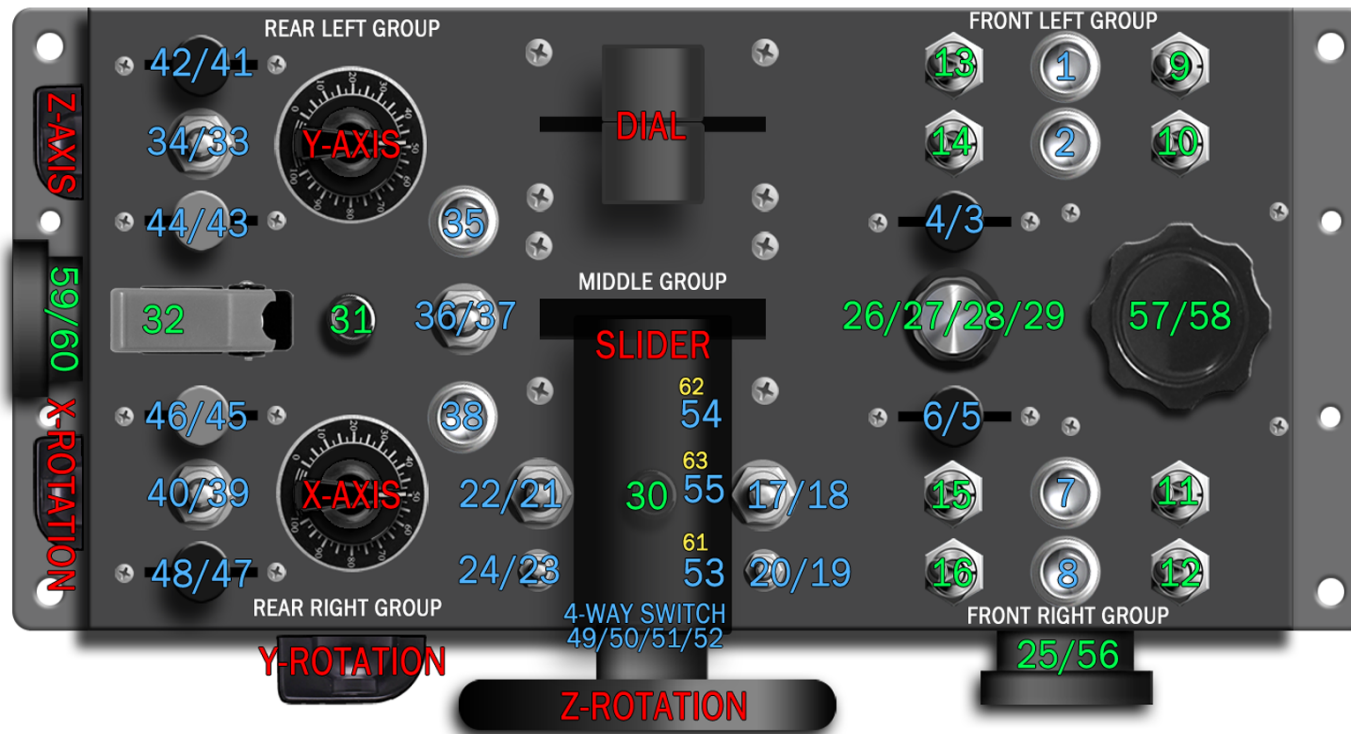 REAR LEFT GROUP
FRONT LEFT GROUP
42/41
13
1
9
Z-AXIS
34/33
Y-AXIS
DIAL
14
2
10
44/43
35
4/3
MIDDLE GROUP
59/60
32
31
36/37
SLIDER
26/27/28/29
57/58
62
54
X-ROTATION
46/45
38
6/5
63
55
40/39
X-AXIS
22/21
30
17/18
15
7
11
61
53
48/47
24/23
20/19
16
8
12
REAR RIGHT GROUP
4-WAY SWITCH
49/50/51/52
FRONT RIGHT GROUP
Y-ROTATION
25/56
Z-ROTATION